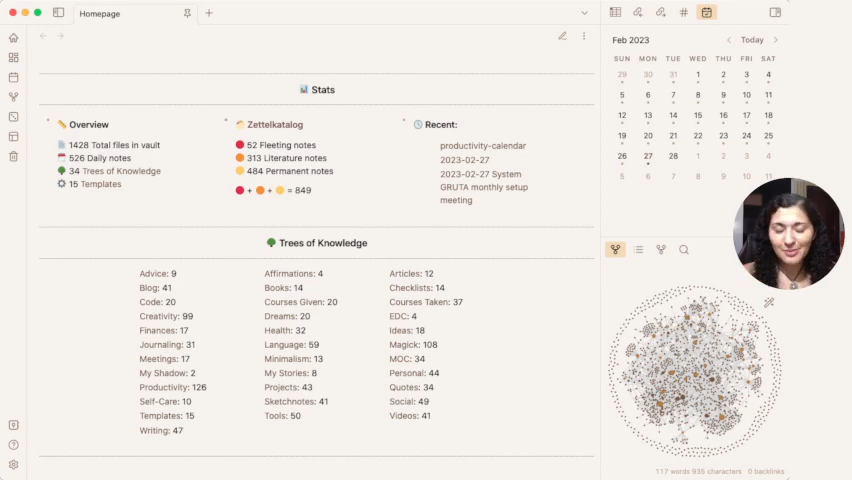 Homepage
Stats
Overview
1428 Total files in vault
526 Daily notes
34 Trees of Knowledge
15 Templates
Zettelkatalog
52 Fleeting notes
313 Literature notes
484 Permanent notes
+ + = 849
Recent:
productivity-calendar
2023-02-27
2023-02-27 System
GRUTA monthly setup
meeting
Trees of Knowledge
Advice: 9 Affirmations: 4 Articles: 12
Blog: 41 Books: 14 Checklists: 14
Code: 20 Courses Given: 20 Courses Taken: 37
Creativity: 99 Dreams: 20 EDC: 4
Finances: 17 Health: 32 Ideas: 18
Journaling: 31 Language: 59 Magick: 108
Meetings: 17 Minimalism: 13 MOC: 34
My Shadow: 2 My Stories: 8 Personal: 44
Productivity: 126 Projects: 43 Quotes: 34
Self-Care: 10 Sketchnotes: 41 Social: 49
Templates: 15 Tools: 50 Videos: 41
Writing: 47
Feb 2023 Today
SUN MON TUE WED THU FRI SAT
29 30 31 1 2 3 4
5 6 7 8 9 10 11
12 13 14 15 16 17 18
19 20 21 22 23 24 25
26 27 28 1 2 3 4
5 6 7 8 9 10 11
117 words 935 characters 0 backlinks